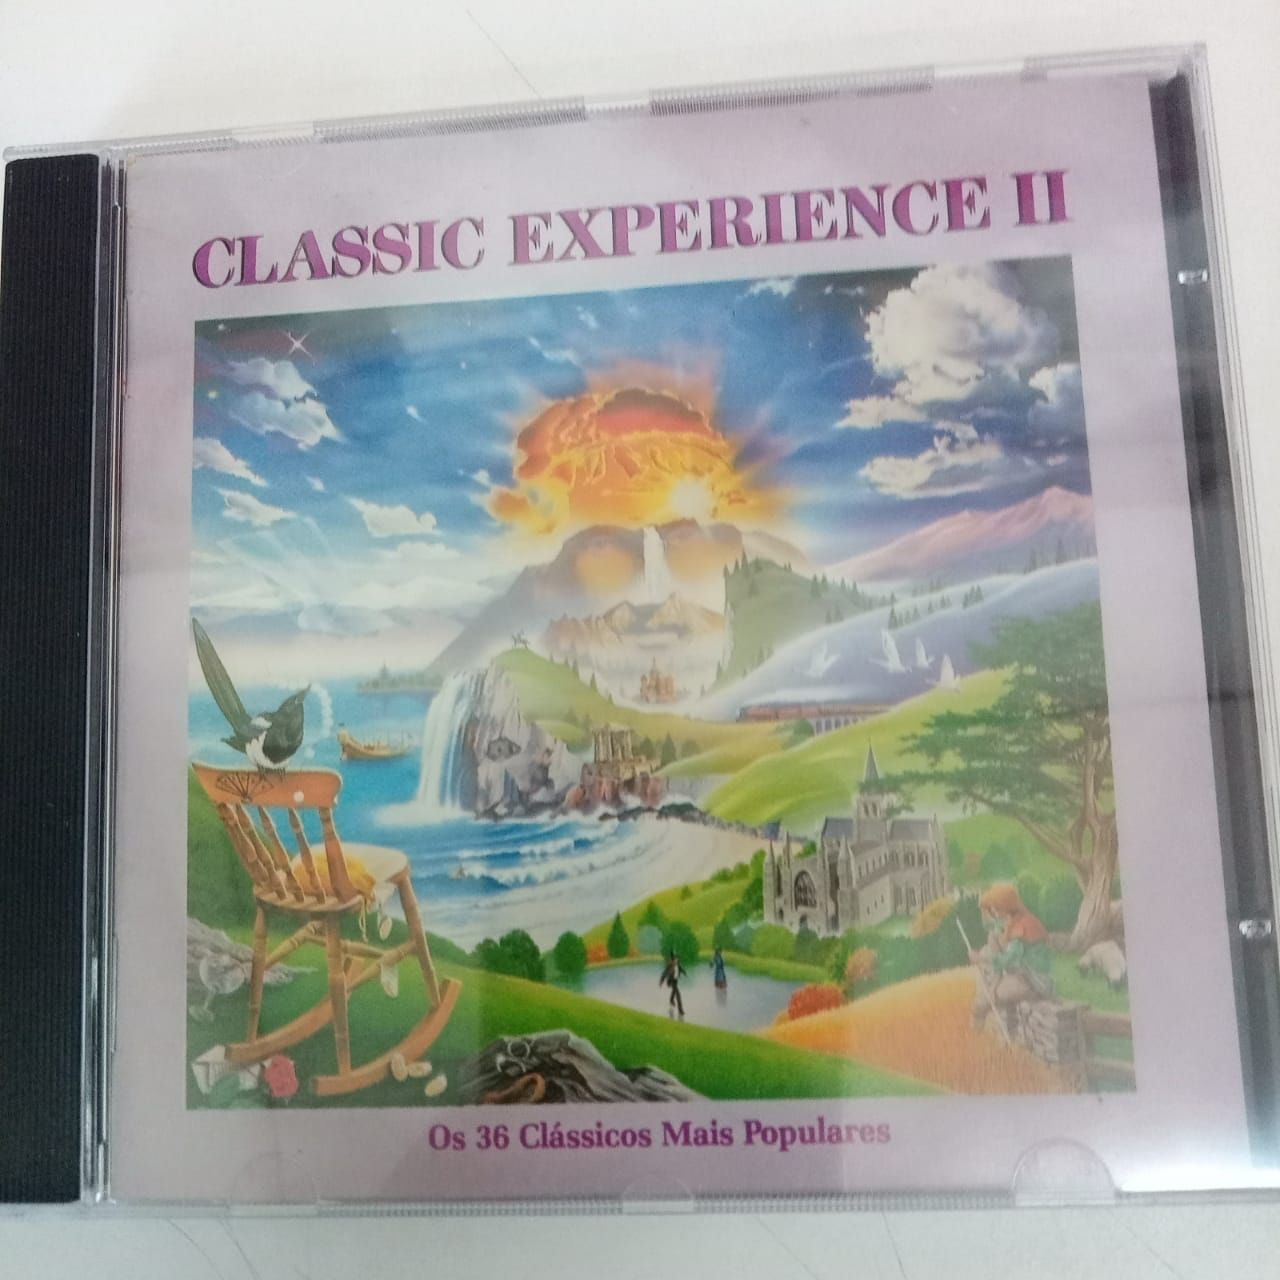 CLASSIC EXPERIENCE II
Os 36 Clássicos Mais Populares